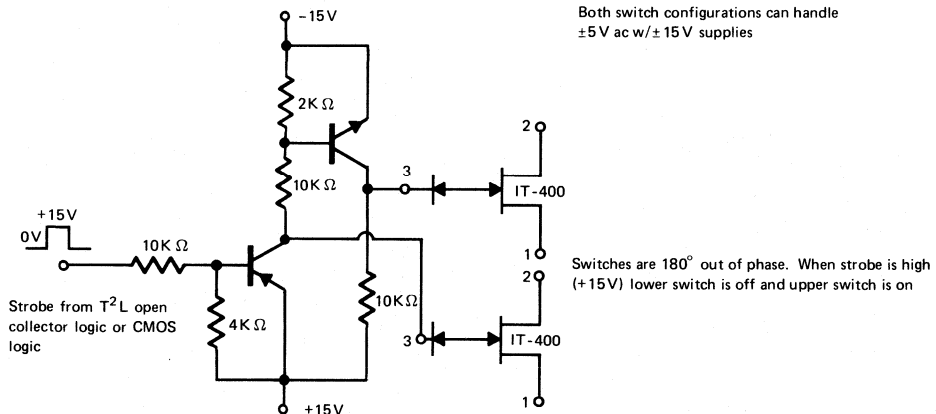 -15V
Both switch configurations can handle
±5V ac w/±15V supplies
2KΩ
10KΩ
3
2
IT-400
1
+15V
0V
10KΩ
Strobe from T²L open
collector logic or CMOS
logic
4KΩ
10KΩ
Switches are 180° out of phase. When strobe is high
(+15V) lower switch is off and upper switch is on
2
3
IT-400
1
+15V